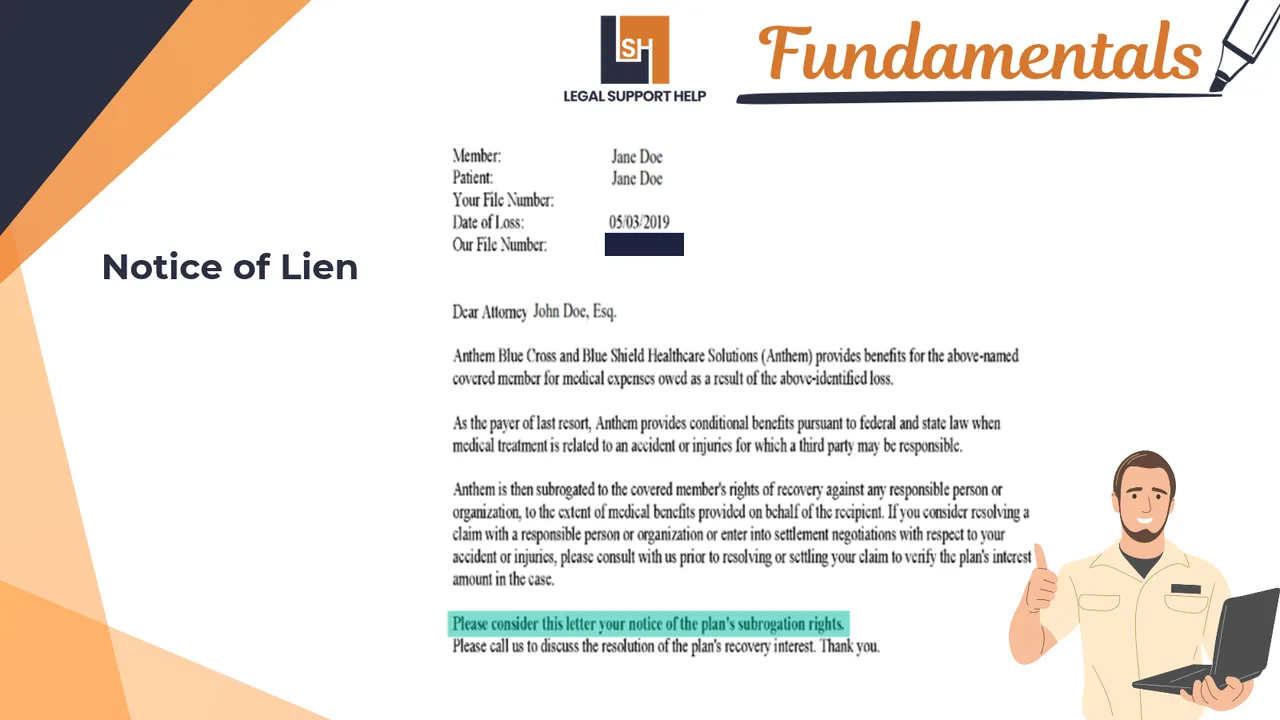 SH
LEGAL SUPPORT HELP
Fundamentals
Notice of Lien
Member: Jane Doe
Patient: Jane Doe
Your File Number:
Date of Loss: 05/03/2019
Our File Number:
Dear Attorney John Doe, Esq.
Anthem Blue Cross and Blue Shield Healthcare Solutions (Anthem) provides benefits for the above-named
covered member for medical expenses owed as a result of the above-identified loss.
As the payer of last resort, Anthem provides conditional benefits pursuant to federal and state law when
medical treatment is related to an accident or injuries for which a third party may be responsible.
Anthem is then subrogated to the covered member's rights of recovery against any responsible person or
organization, to the extent of medical benefits provided on behalf of the recipient. If you consider resolving a
claim with a responsible person or organization or enter into settlement negotiations with respect to your
accident or injuries, please consult with us prior to resolving or settling your claim to verify the plan's interest
amount in the case.
Please consider this letter your notice of the plan's subrogation rights.
Please call us to discuss the resolution of the plan's recovery interest. Thank you.